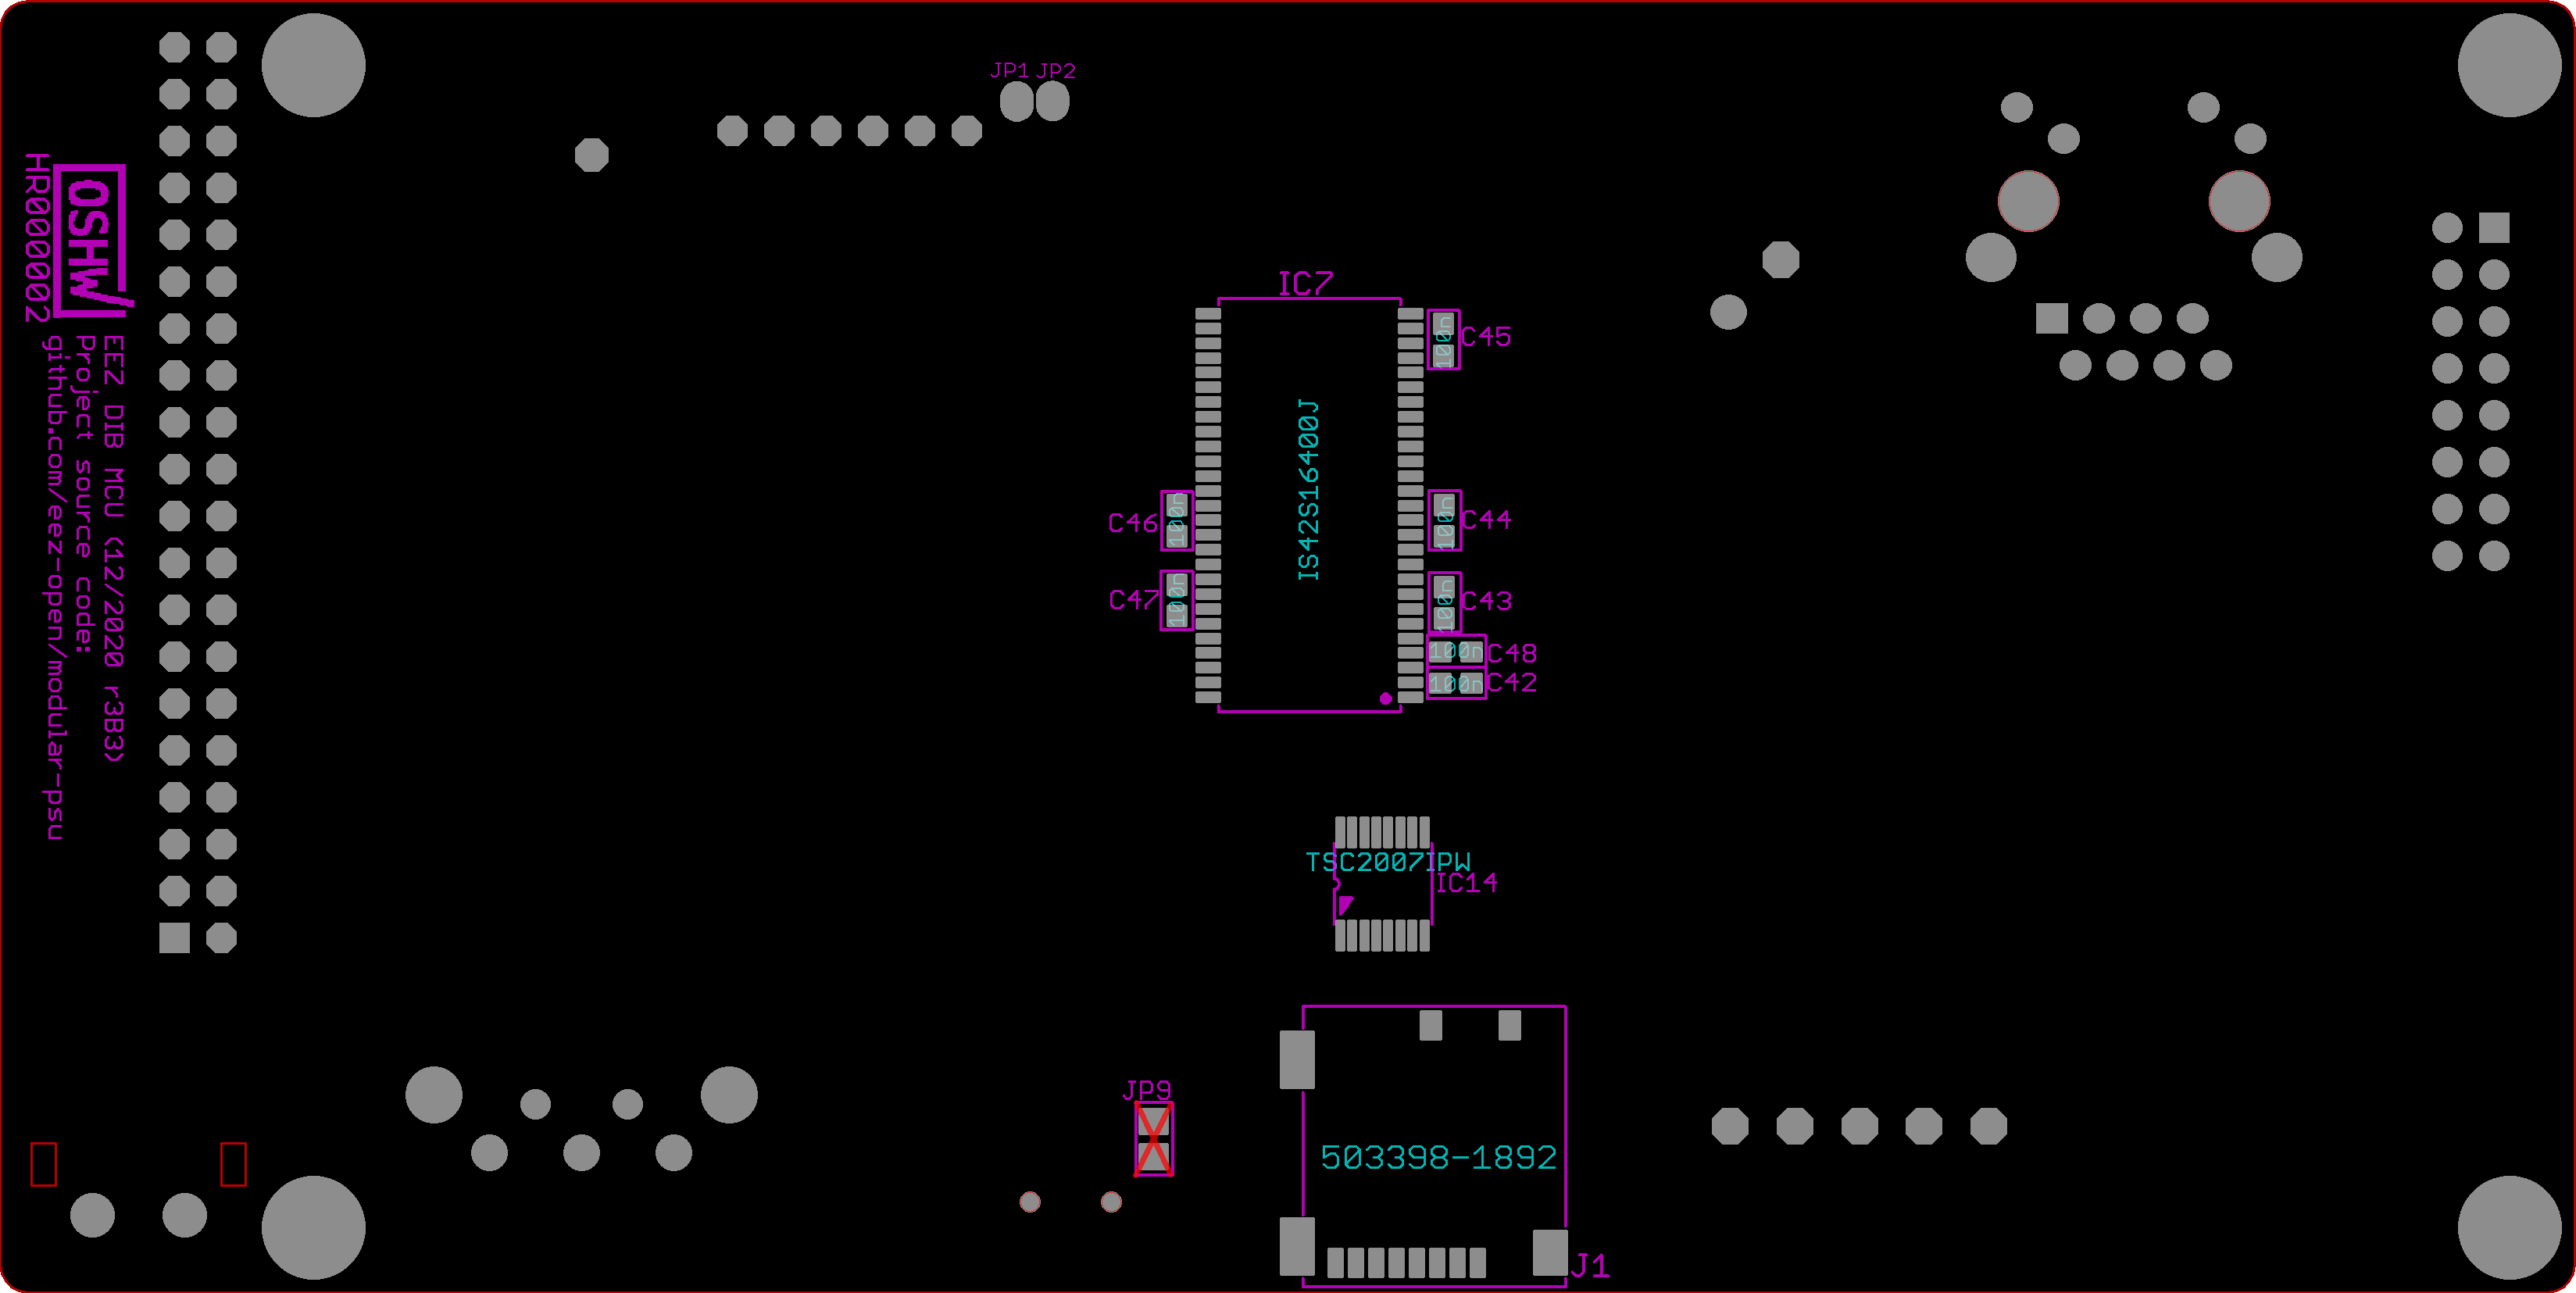 JP1 JP2
OSHW
HR0000002
EEZ DIB MCU (12/2020 r3B3)
Project source code:
github.com/eez-open/modular-psu
IC7
IS42S16400J
100n
C45
C46
100n
100n
C44
C47
100n
100n
C43
100n
C48
100n
C42
TSC2007IPW
IC14
JP9
503398-1892
J1